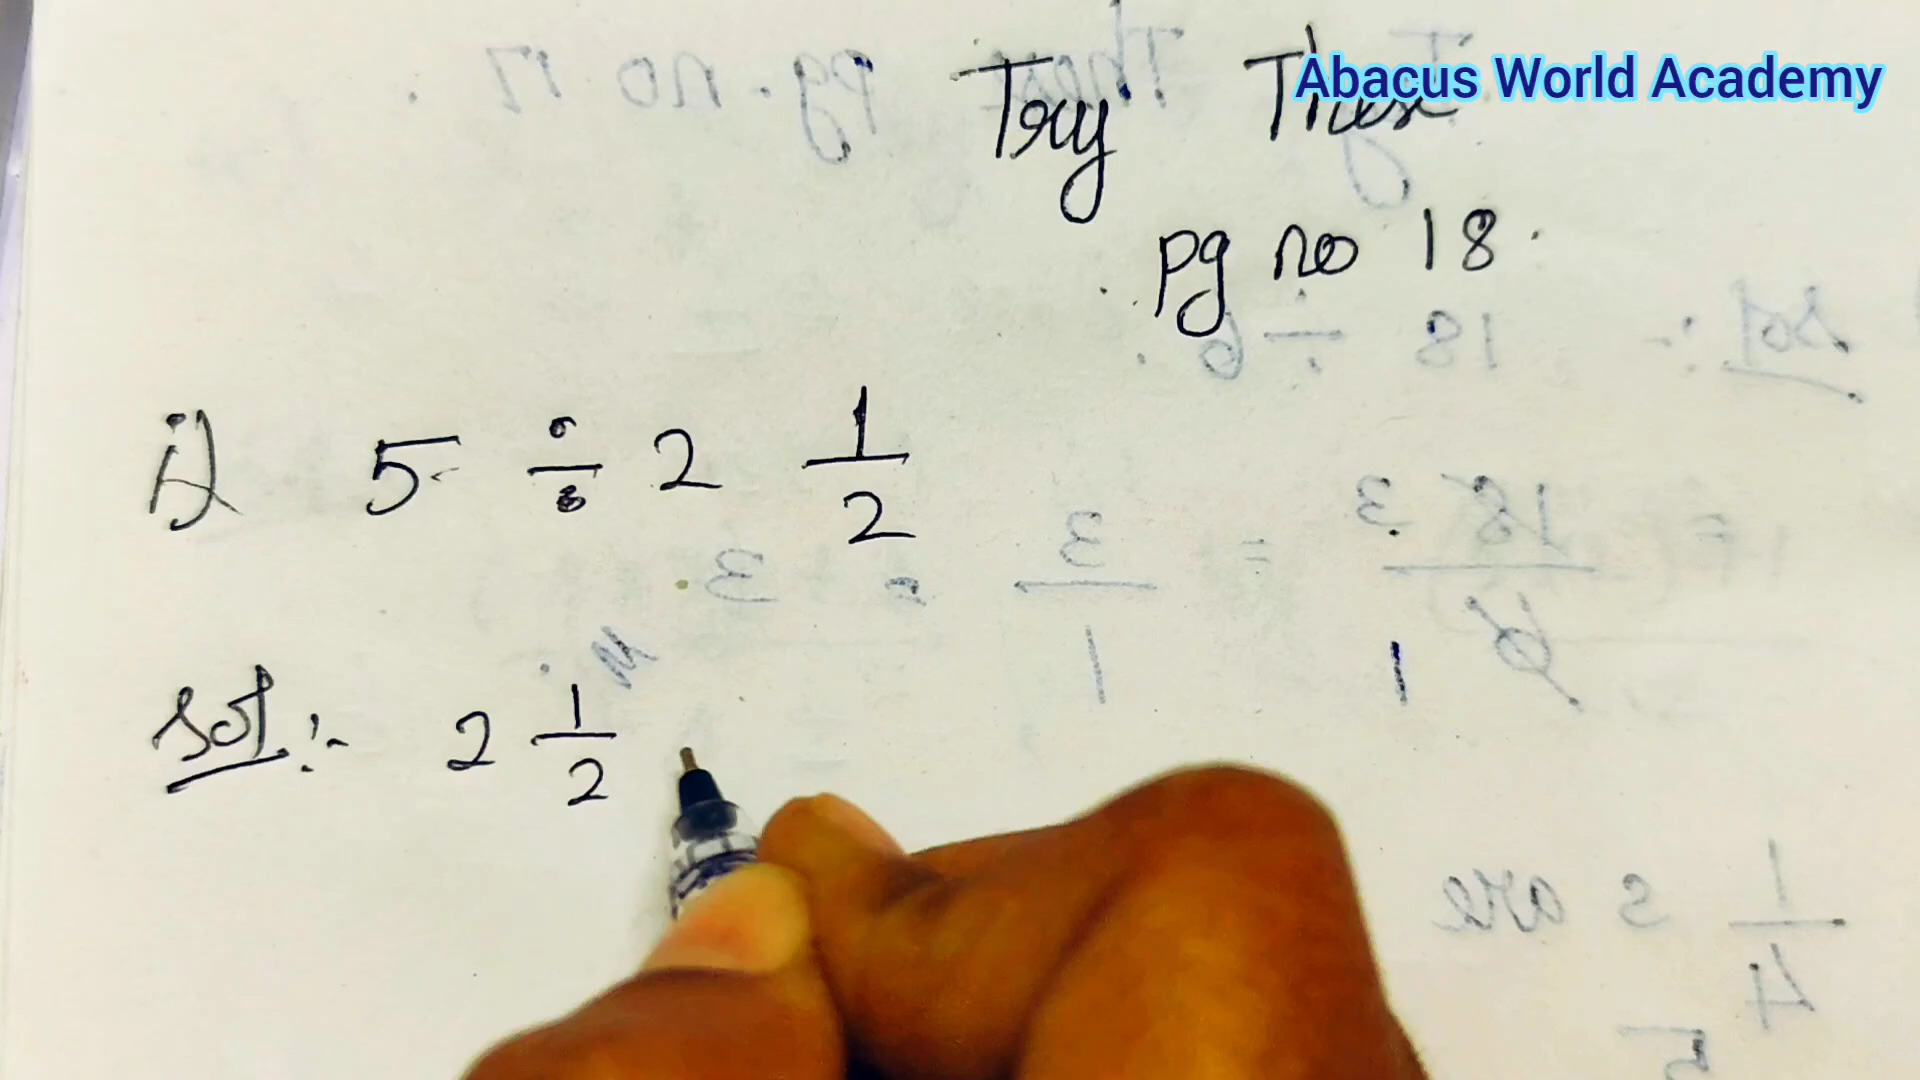 Abacus World Academy
Try These
pg no 18.
i) 5 ÷ 2 1/2
Sol:- 2 1/2